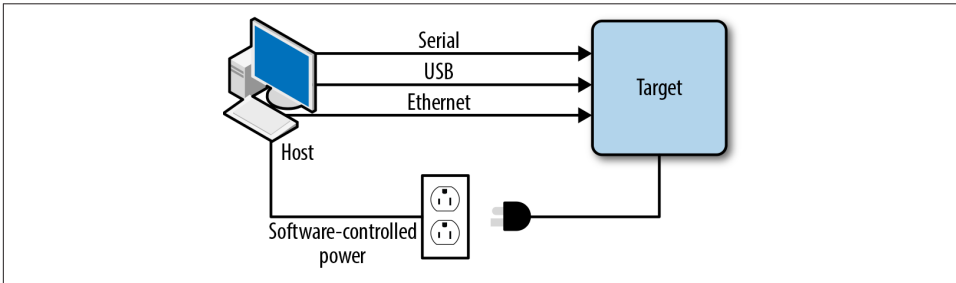 Serial
USB
Ethernet
Target
Host
Software-controlled
power